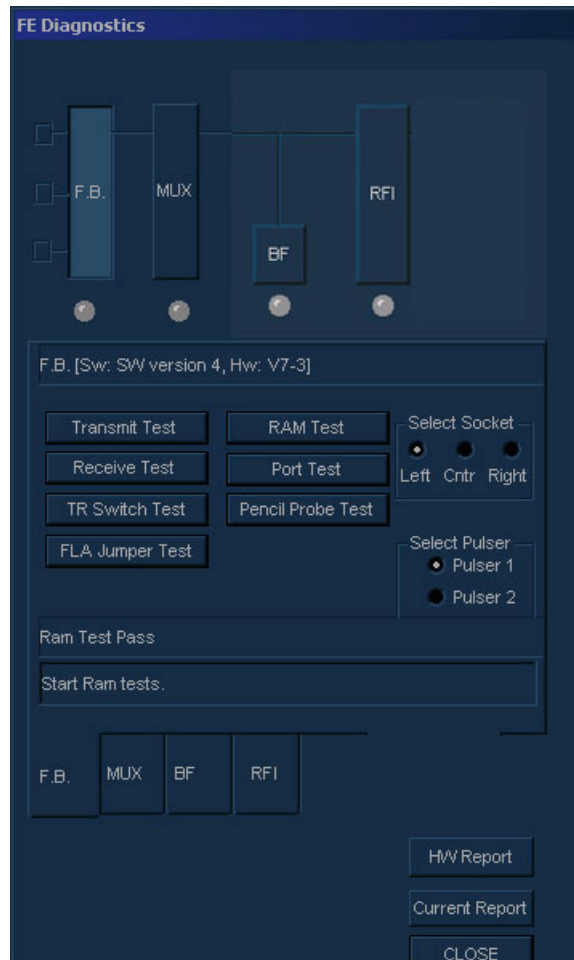 FE Diagnostics
F.B.
MUX
RFI
BF
F.B. [Sw: SW version 4, Hw: V7-3]
Transmit Test
RAM Test
Select Socket
Receive Test
Port Test
Left Cntr Right
TR Switch Test
Pencil Probe Test
FLA Jumper Test
Select Pulser
Pulser 1
Pulser 2
Ram Test Pass
Start Ram tests.
F.B.
MUX
BF
RFI
HW Report
Current Report
CLOSE